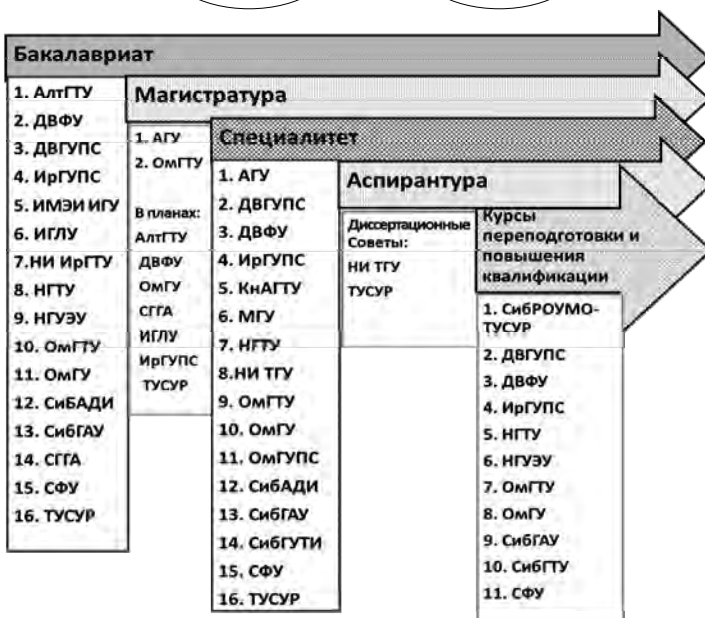 Бакалавриат
1. АлтГТУ
2. ДВФУ
3. ДВГУПС
4. ИрГУПС
5. ИМЭИ ИГУ
6. ИГЛУ
7.НИ ИрГТУ
8. НГТУ
9. НГУЭУ
10. ОмГТУ
11. ОмГУ
12. СиБАДИ
13. СибГАУ
14. СГГА
15. СФУ
16. ТУСУР
Магистратура
1. АГУ
2. ОмГТУ
В планах:
АлтГТУ
ДВФУ
ОмГУ
СГГА
ИГЛУ
ИрГУПС
ТУСУР
Специалитет
1. АГУ
2. ДВГУПС
3. ДВФУ
4. ИрГУПС
5. КнАГТУ
6. МГУ
7. НГТУ
8.НИ ТГУ
9. ОмГТУ
10. ОмГУ
11. ОмГУПС
12. СибАДИ
13. СибГАУ
14. СибГУТИ
15. СФУ
16. ТУСУР
Аспирантура
Диссертационные
Советы:
НИ ТГУ
ТУСУР
Курсы
переподготовки и
повышения
квалификации
1. СибРОУМО-
ТУСУР
2. ДВГУПС
3. ДВФУ
4. ИрГУПС
5. НГТУ
6. НГУЭУ
7. ОмГТУ
8. ОмГУ
9. СибГАУ
10. СибГТУ
11. СФУ